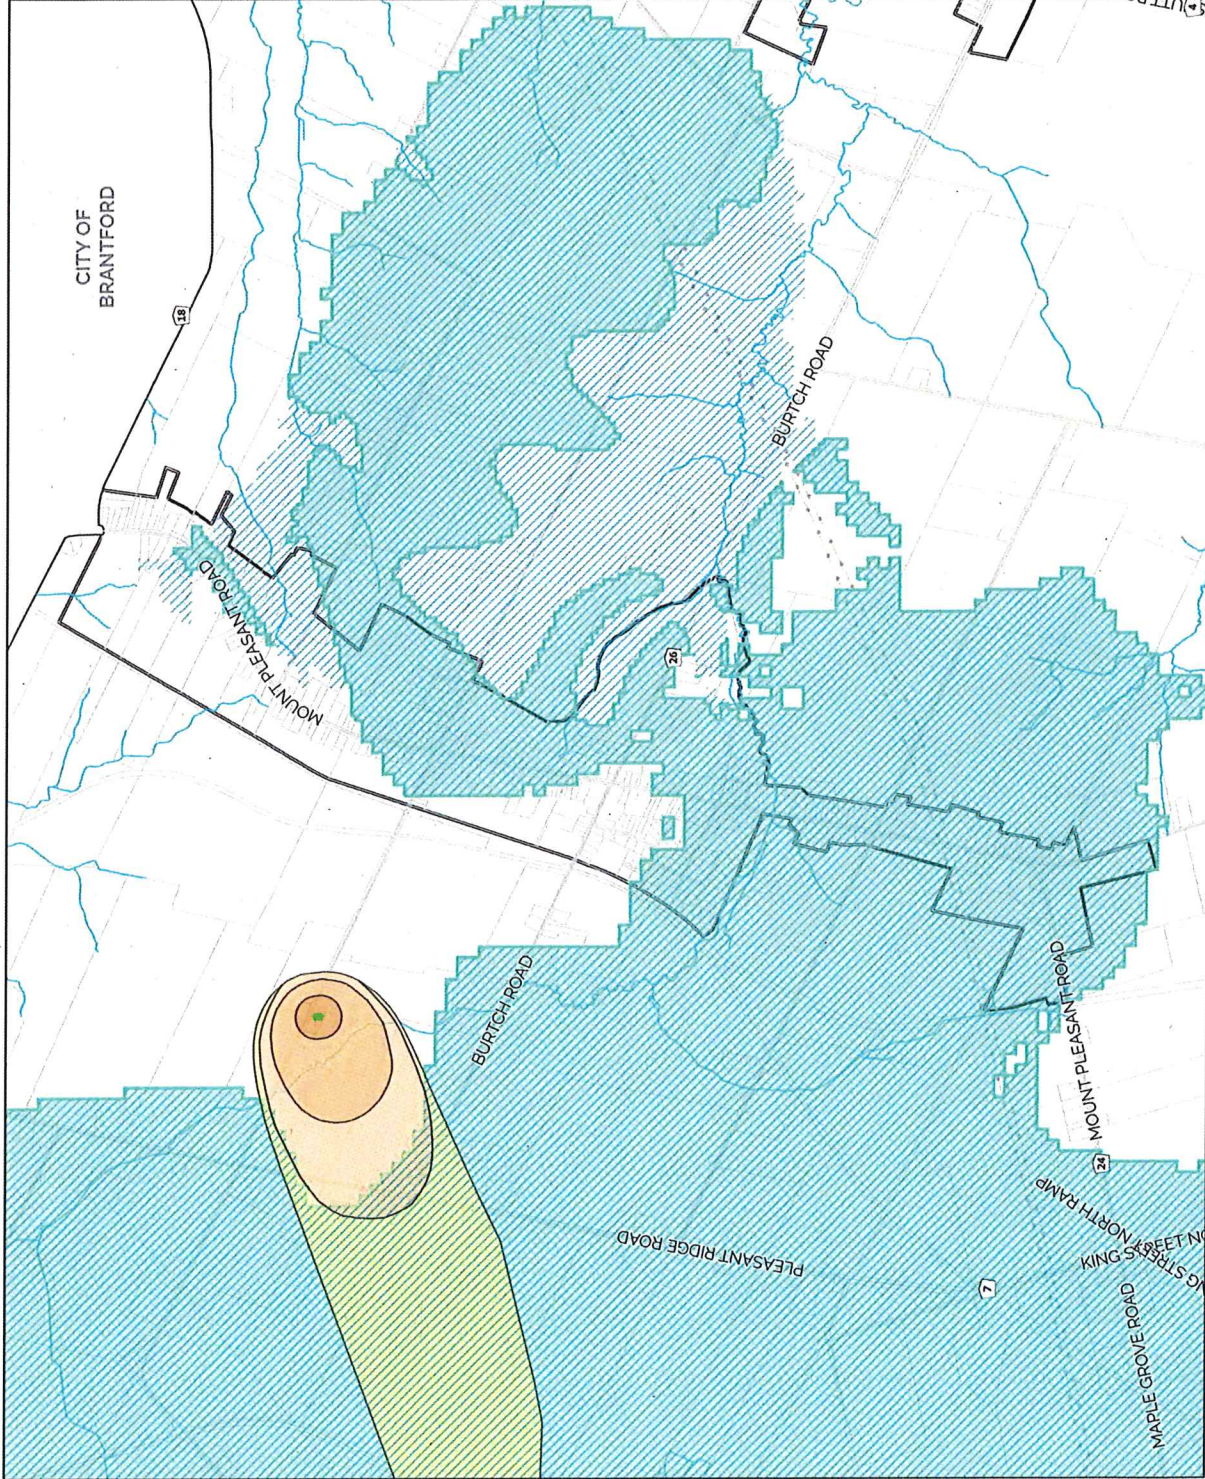 4
CITY OF
BRANTFORD
18
BURTCH ROAD
MOUNT PLEASANT ROAD
26
BURTCH ROAD
MOUNT PLEASANT ROAD
24
PLEASANT RIDGE ROAD
7
NORTH RAMP
KING STREET
MAPLE GROVE ROAD